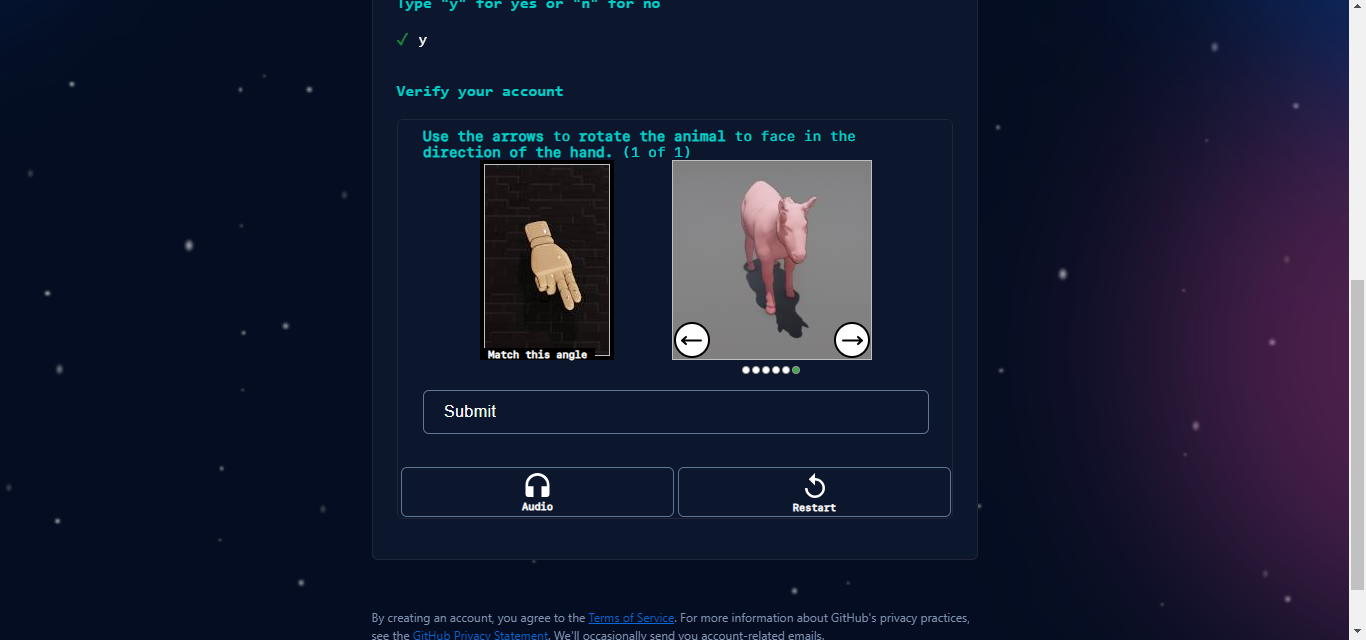 Type "y" for yes or "n" for no
✓ y
Verify your account
Use the arrows to rotate the animal to face in the
direction of the hand. (1 of 1)
Match this angle
Submit
Audio
Restart
By creating an account, you agree to the Terms of Service. For more information about GitHub's privacy practices,
see the GitHub Privacy Statement. We'll occasionally send you account-related emails.